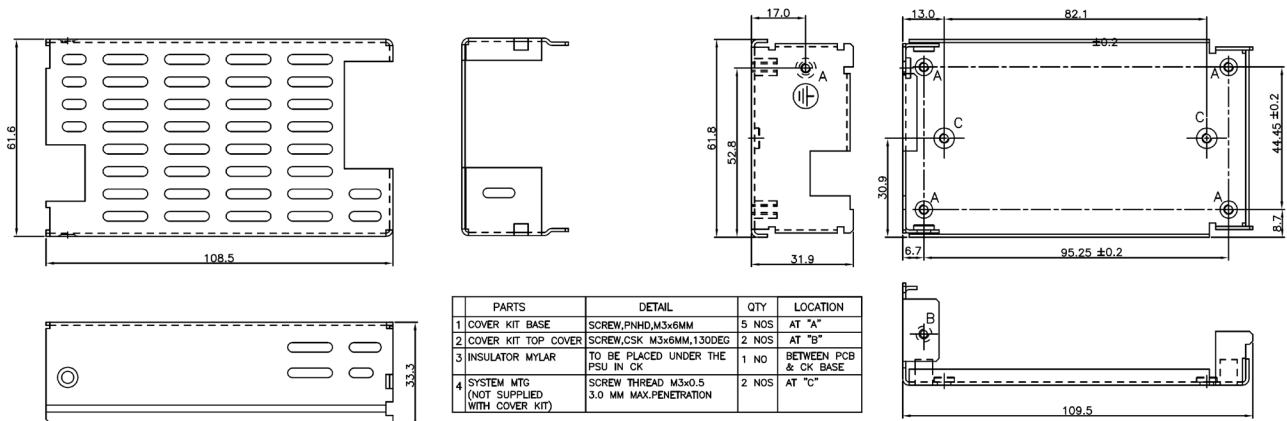 61.6
108.5
33.3
17.0
A
61.8
52.8
31.9
13.0
82.1
±0.2
A
A
C
C
44.45 ±0.2
30.9
A
A
8.7
6.7
95.25 ±0.2
B
109.5
PARTS DETAIL QTY LOCATION
1 COVER KIT BASE SCREW,PNHD,M3x6MM 5 NOS AT "A"
2 COVER KIT TOP COVER SCREW,CSK M3x6MM,130DEG 2 NOS AT "B"
3 INSULATOR MYLAR TO BE PLACED UNDER THE 1 NO BETWEEN PCB
PSU IN CK & CK BASE
4 SYSTEM MTG SCREW THREAD M3x0.5 2 NOS AT "C"
(NOT SUPPLIED 3.0 MM MAX.PENETRATION
WITH COVER KIT)